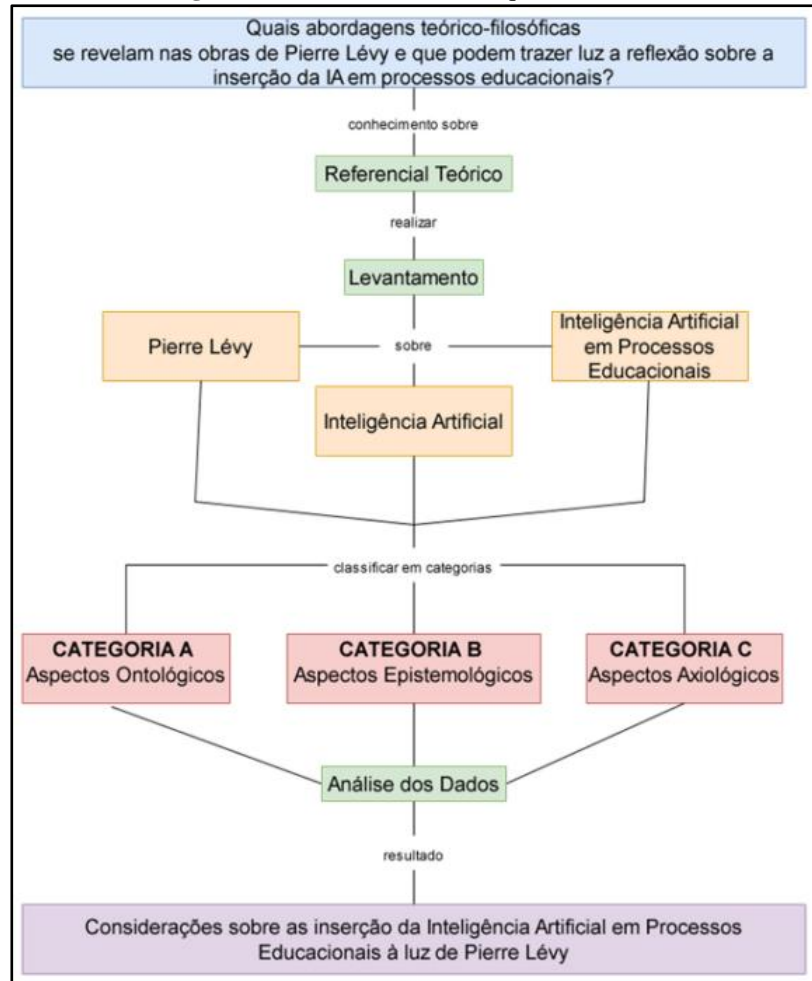 Quais abordagens teórico-filosóficas
se revelam nas obras de Pierre Lévy e que podem trazer luz a reflexão sobre a
inserção da IA em processos educacionais?
conhecimento sobre
Referencial Teórico
realizar
Levantamento
Pierre Lévy
sobre
Inteligência Artificial
em Processos
Educacionais
Inteligência Artificial
classificar em categorias
CATEGORIA A
Aspectos Ontológicos
CATEGORIA B
Aspectos Epistemológicos
CATEGORIA C
Aspectos Axiológicos
Análise dos Dados
resultado
Considerações sobre as inserção da Inteligência Artificial em Processos
Educacionais à luz de Pierre Lévy